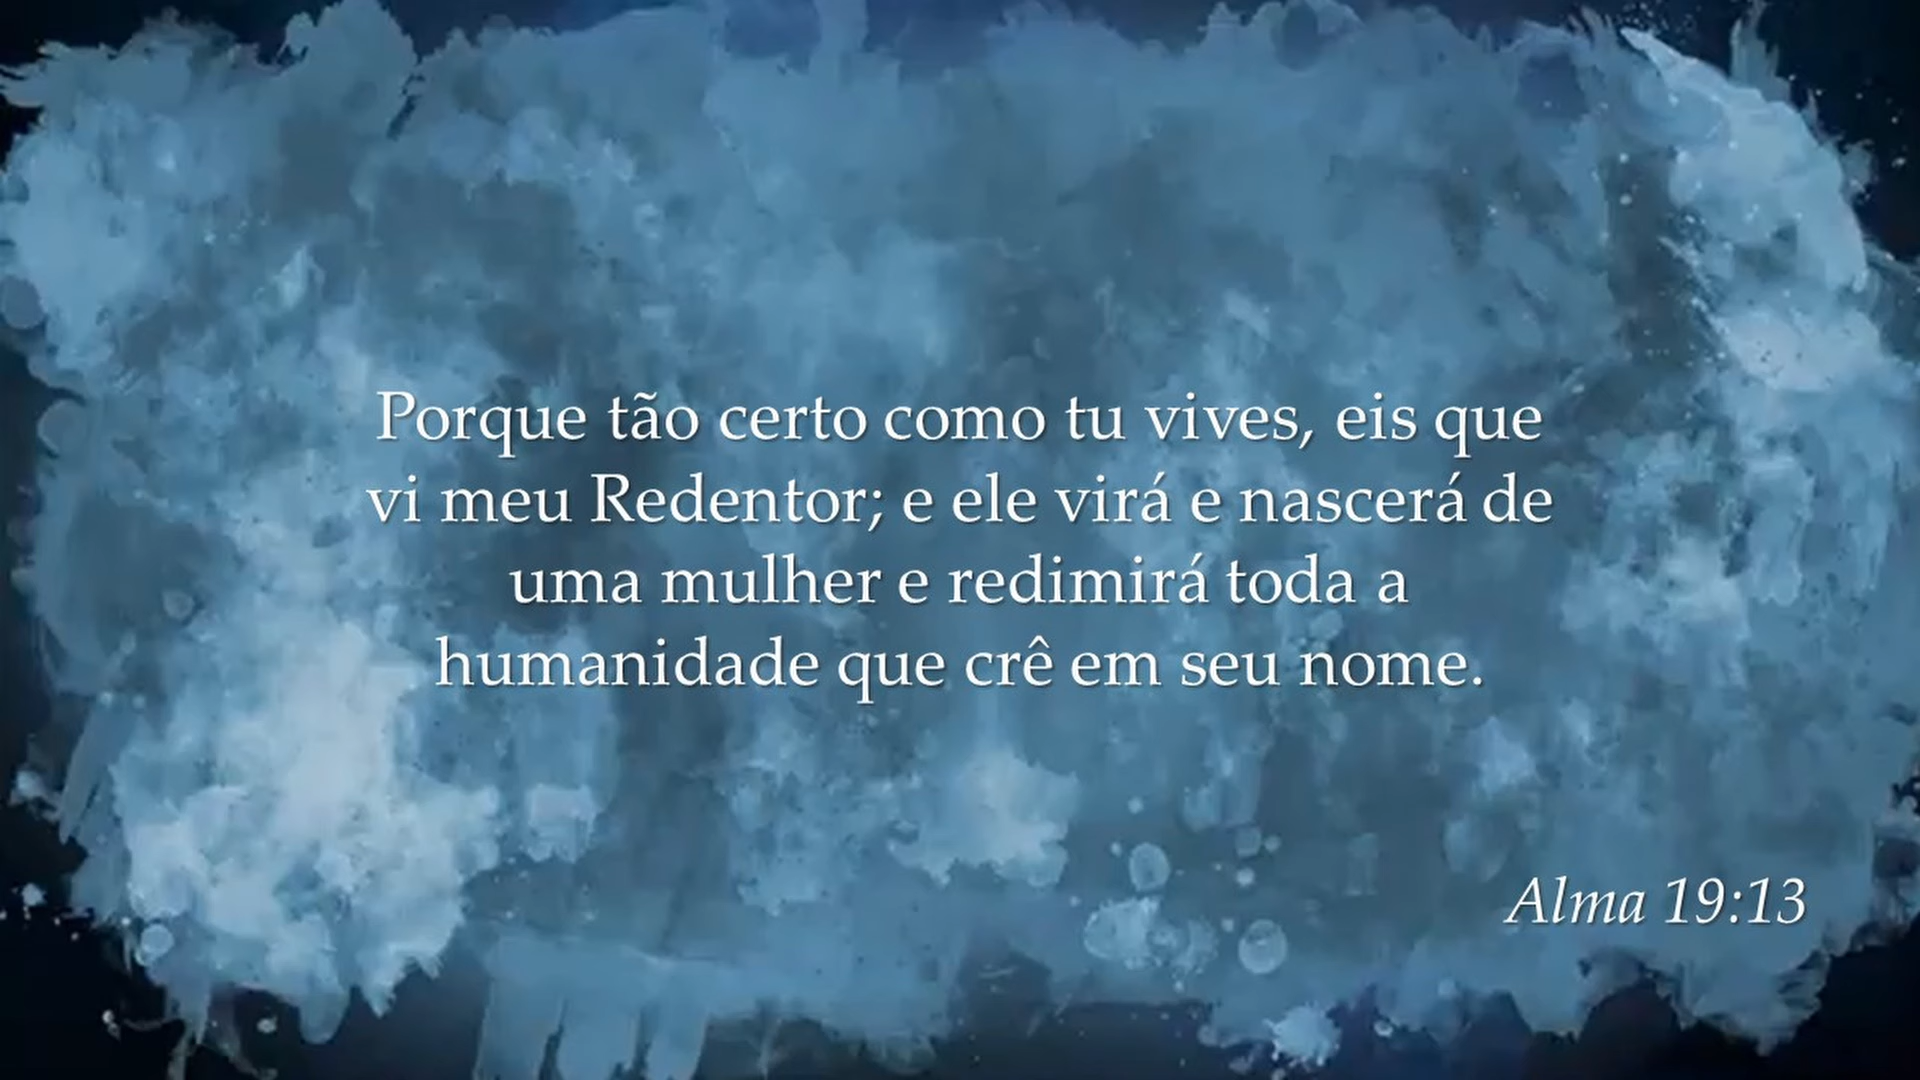 Porque tão certo como tu vives, eis que
vi meu Redentor; e ele virá e nascerá de
uma mulher e redimirá toda a
humanidade que crê em seu nome.
Alma 19:13